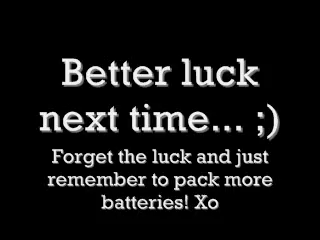 Better luck
next time... ;)
Forget the luck and just
remember to pack more
batteries! Xo